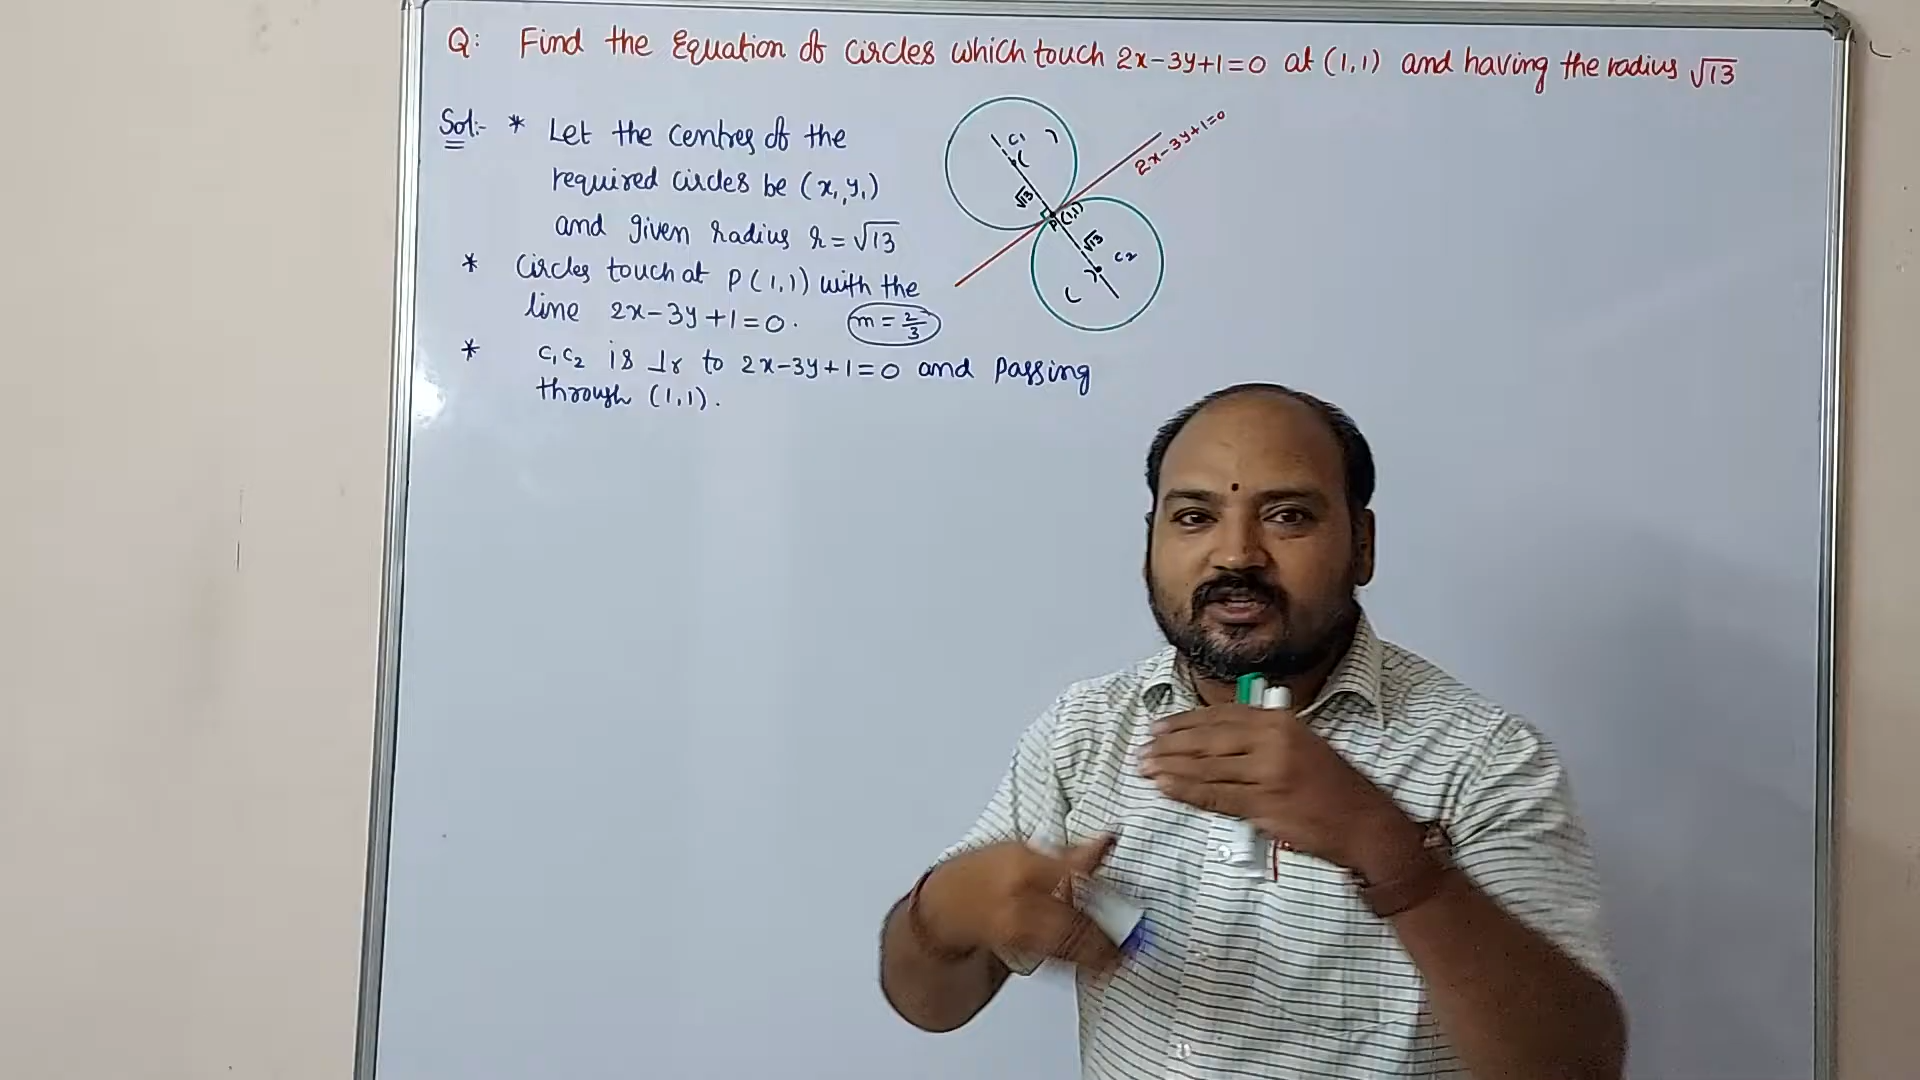 Q: Find the Equation of circles which touch 2x-3y+1=0 at (1,1) and having the radius √13
Sol:- * Let the centres of the
required circles be (x₁,y₁)
and given radius r=√13
* Circles touch at P(1,1) with the
line 2x-3y+1=0. m=2/3
* C₁C₂ is ⊥r to 2x-3y+1=0 and passing
through (1,1).
C₁ )
(
√13
P (1,1)
2x-3y+1=0
√13
C₂
( )